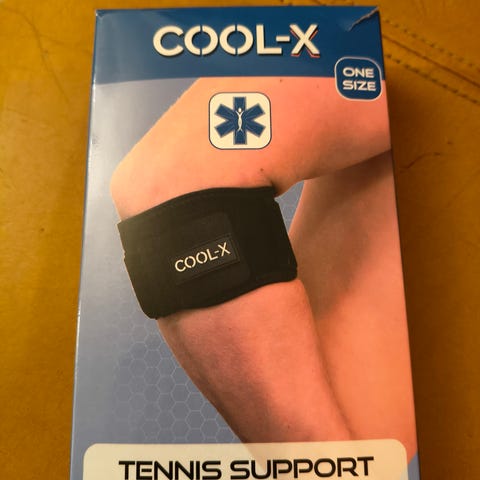 COOL-X
ONE
SIZE
COOL-X
TENNIS SUPPORT